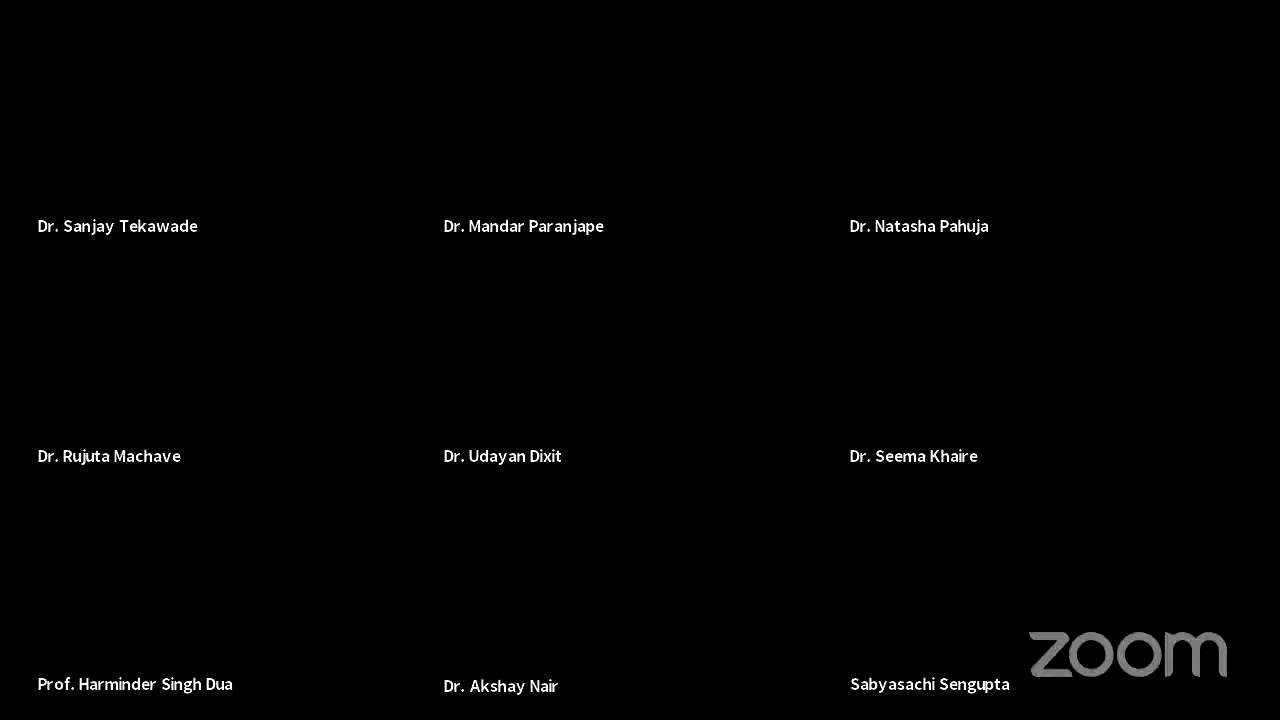 Dr. Sanjay Tekawade
Dr. Mandar Paranjape
Dr. Natasha Pahuja
Dr. Rujuta Machave
Dr. Udayan Dixit
Dr. Seema Khaire
Prof. Harminder Singh Dua
Dr. Akshay Nair
Sabyasachi Sengupta
zoom